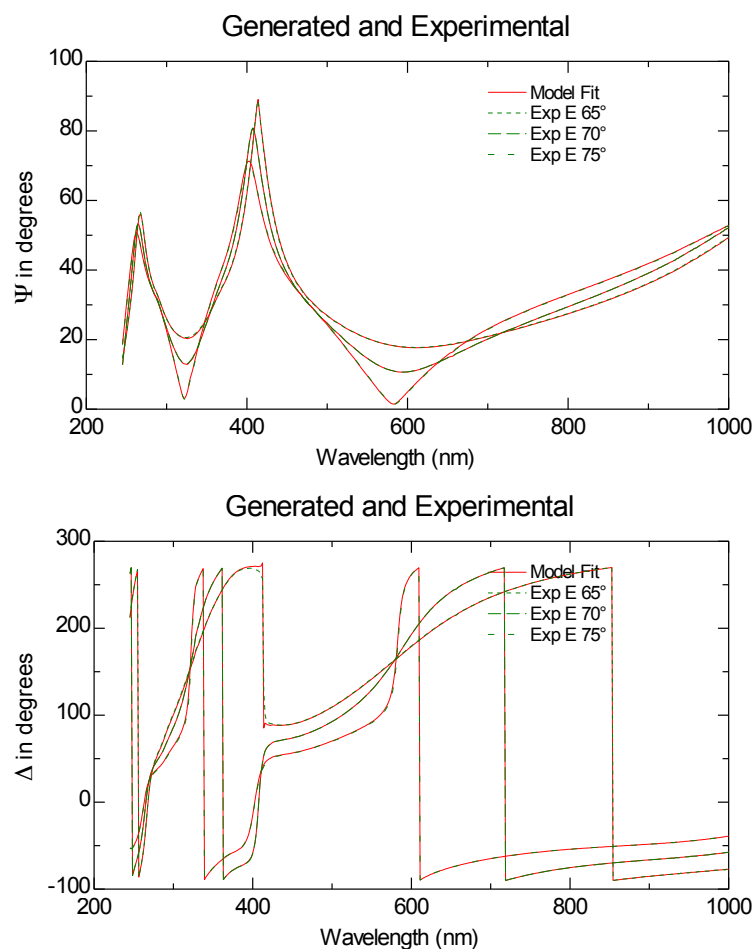 Generated and Experimental
Ψ in degrees
100
80
60
40
20
0
Model Fit
Exp E 65°
Exp E 70°
Exp E 75°
200 400 600 800 1000
Wavelength (nm)
Generated and Experimental
Δ in degrees
300
200
100
0
-100
Model Fit
Exp E 65°
Exp E 70°
Exp E 75°
200 400 600 800 1000
Wavelength (nm)